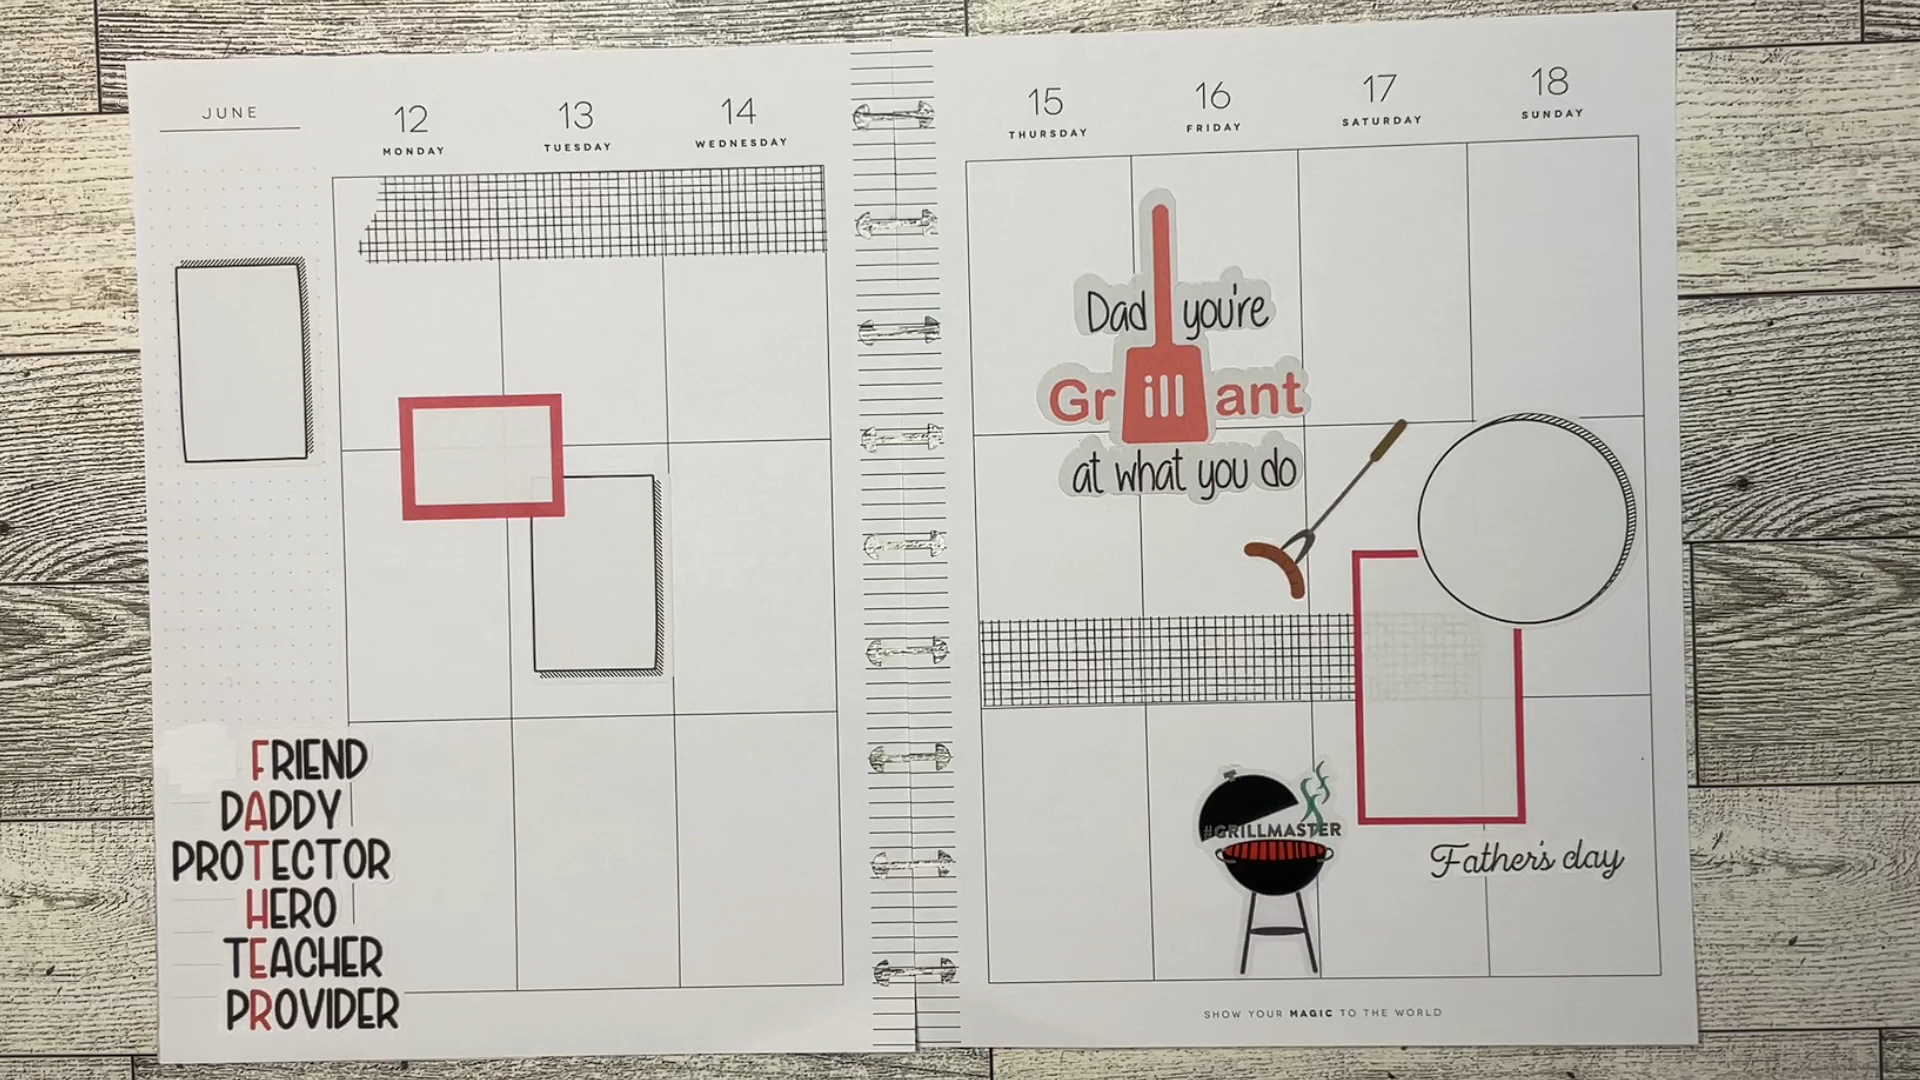 JUNE
12
MONDAY
13
TUESDAY
14
WEDNESDAY
15
THURSDAY
16
FRIDAY
17
SATURDAY
18
SUNDAY
Dad you're
Grillant
at what you do
FRIEND
DADDY
PROTECTOR
HERO
TEACHER
PROVIDER
#GRILLMASTER
Father's day
SHOW YOUR MAGIC TO THE WORLD